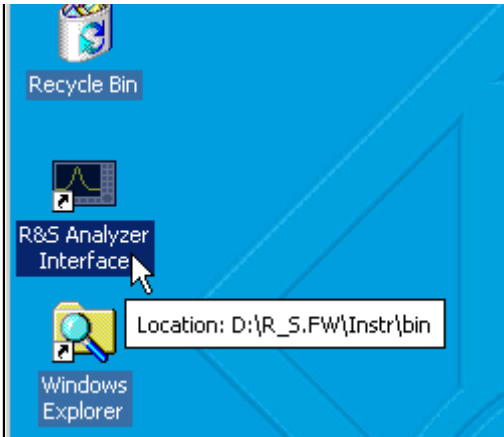 Recycle Bin
R&S Analyzer
Interface
Location: D:\R_S.FW\Instr\bin
Windows
Explorer